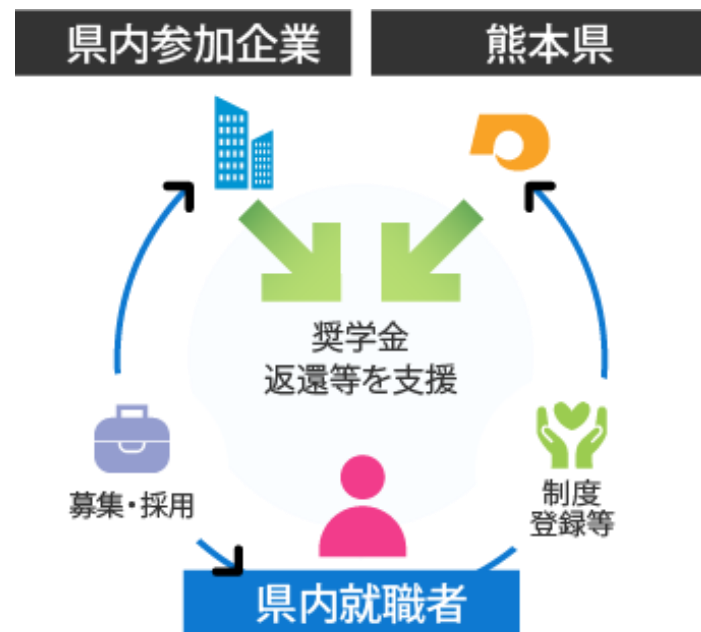 県内参加企業
熊本県
奨学金
返還等を支援
募集・採用
制度
登録等
県内就職者